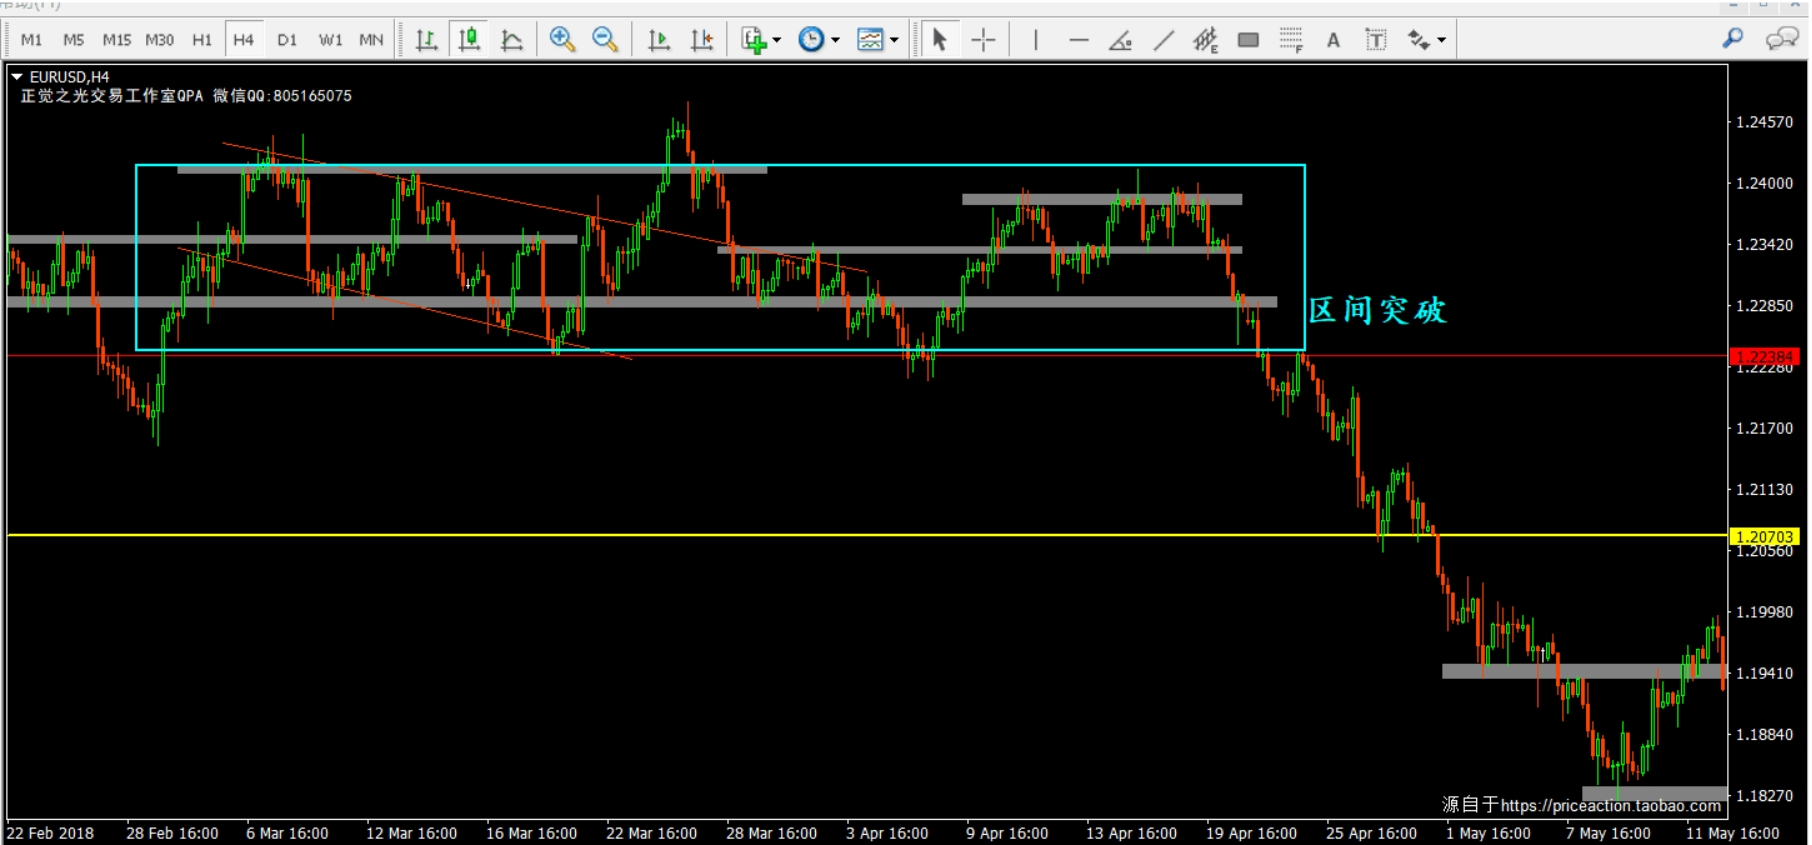 M1 M5 M15 M30 H1 H4 D1 W1 MN E F A T
EURUSD,H4
正觉之光交易工作室QPA 微信QQ:805165075
1.24570
1.24000
1.23420
1.22850
区间突破
1.22384
1.22280
1.21700
1.21130
1.20703
1.20560
1.19980
1.19410
1.18840
1.18270
源自于https://priceaction.taobao.com
22 Feb 2018 28 Feb 16:00 6 Mar 16:00 12 Mar 16:00 16 Mar 16:00 22 Mar 16:00 28 Mar 16:00 3 Apr 16:00 9 Apr 16:00 13 Apr 16:00 19 Apr 16:00 25 Apr 16:00 1 May 16:00 7 May 16:00 11 May 16:00